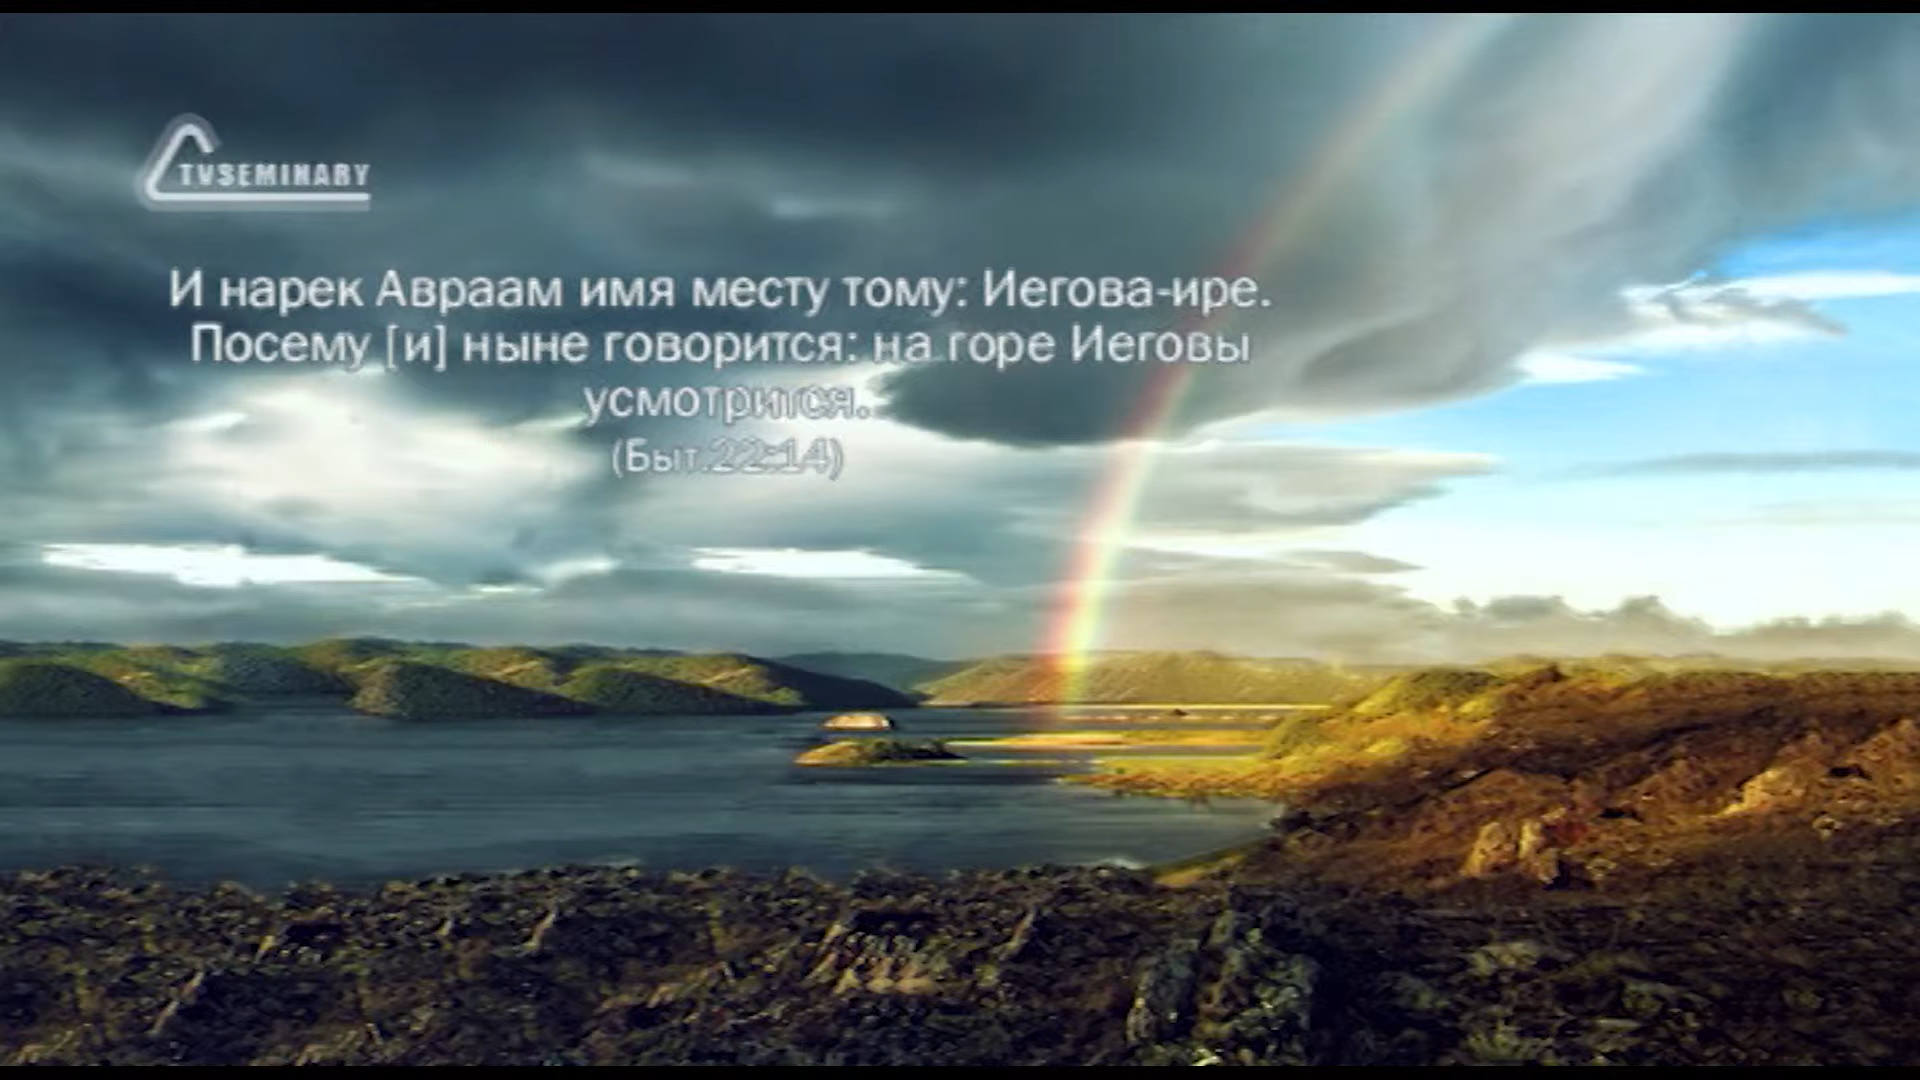 TVSEMINARY
И нарек Авраам имя месту тому: Иегова-ире.
Посему [и] ныне говорится: на горе Иеговы
усмотрится.
(Быт.22:14)